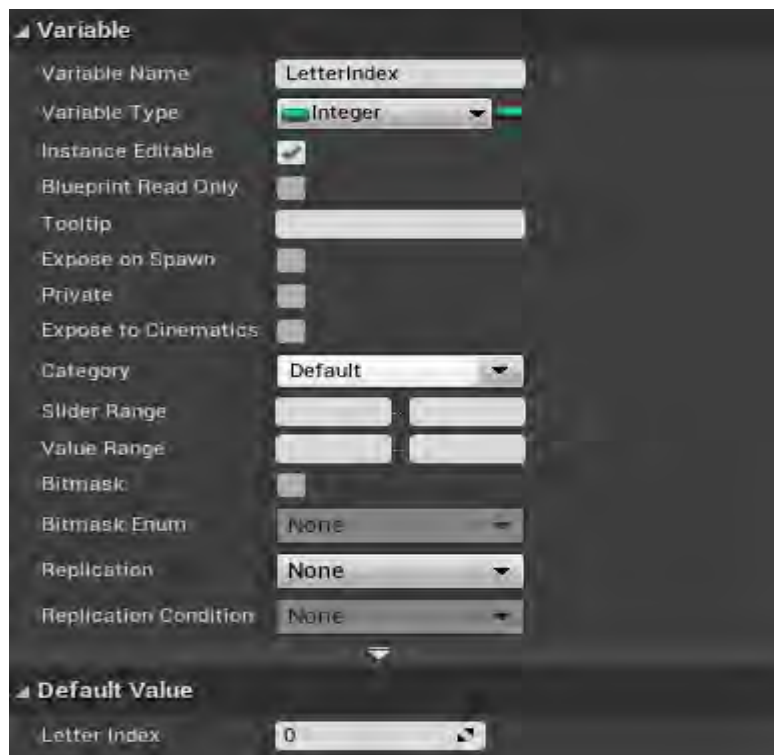 Variable
Variable Name LetterIndex
Variable Type Integer
Instance Editable
Blueprint Read Only
Tooltip
Expose on Spawn
Private
Expose to Cinematics
Category Default
Slider Range
Value Range
Bitmask
Bitmask Enum None
Replication None
Replication Condition None
Default Value
Letter Index 0